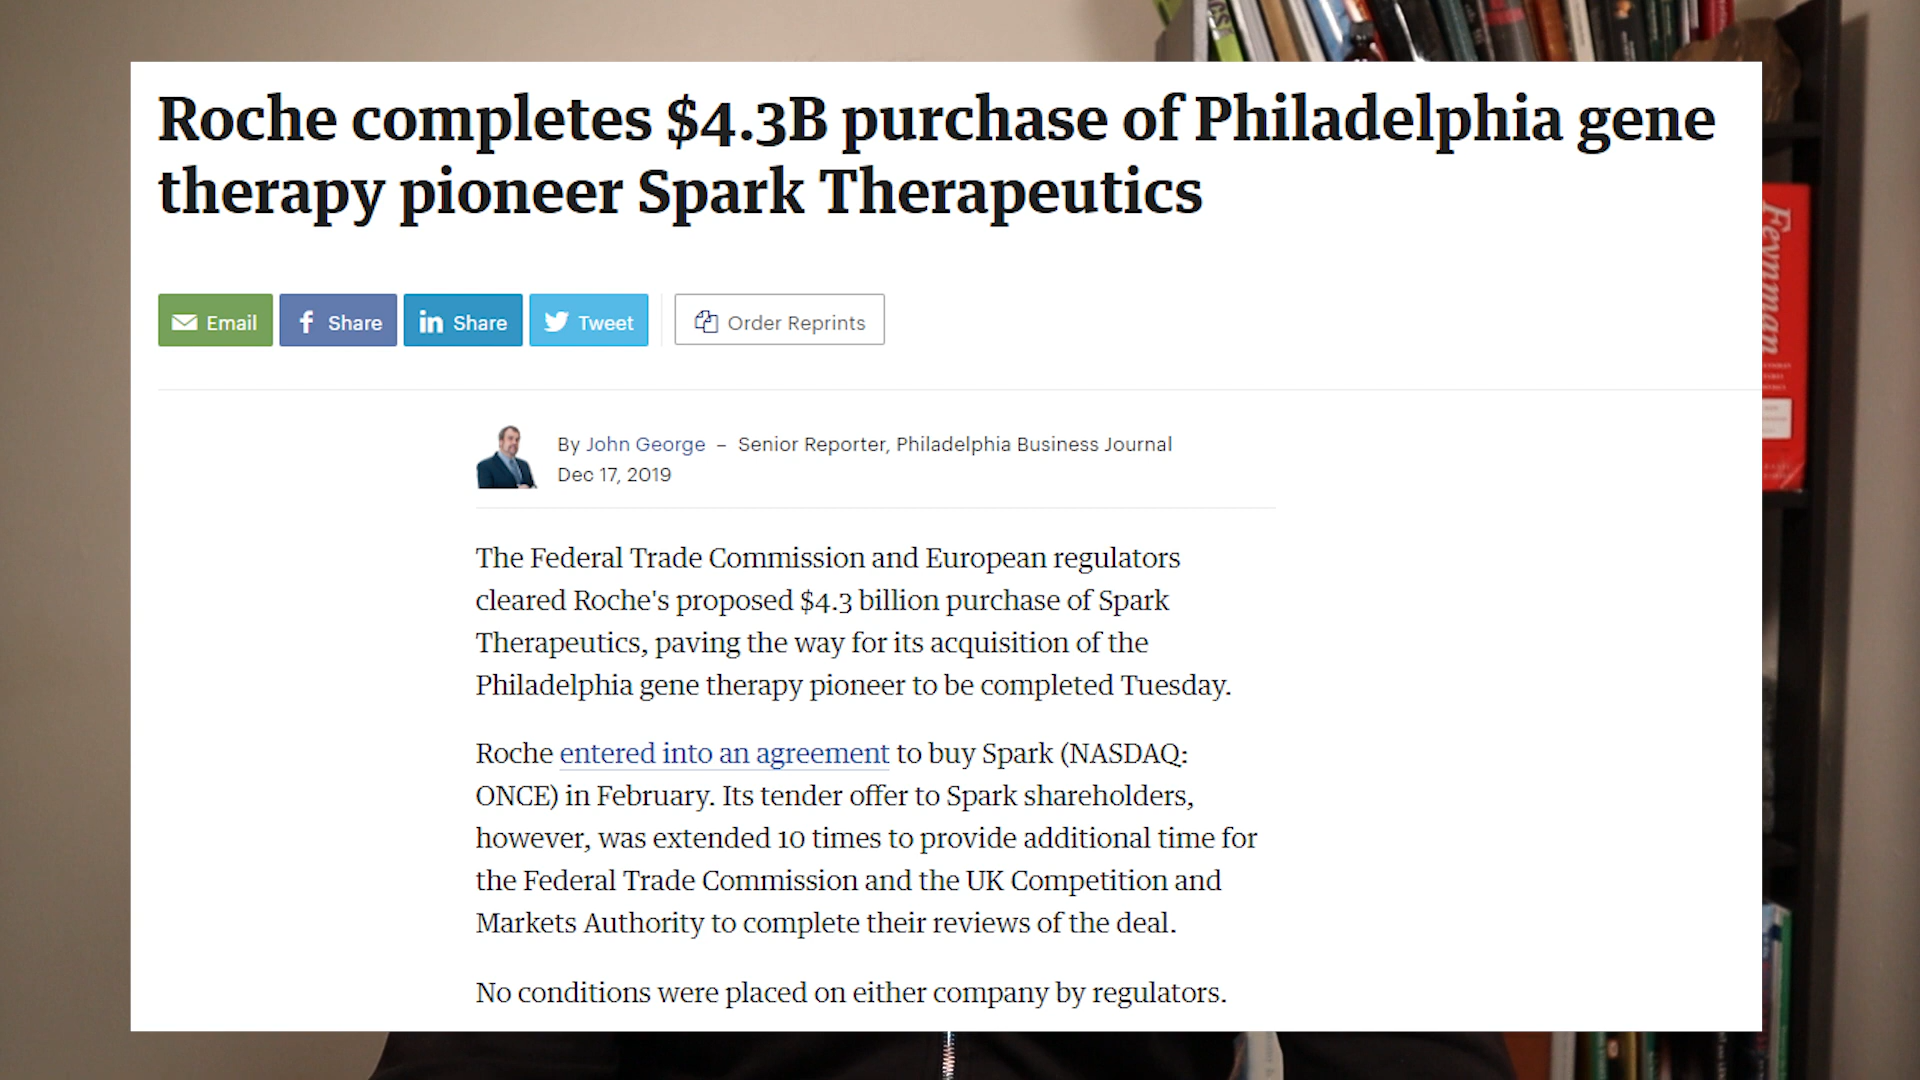 Roche completes $4.3B purchase of Philadelphia gene
therapy pioneer Spark Therapeutics
Email
Share
Share
Tweet
Order Reprints
By John George – Senior Reporter, Philadelphia Business Journal
Dec 17, 2019
The Federal Trade Commission and European regulators
cleared Roche's proposed $4.3 billion purchase of Spark
Therapeutics, paving the way for its acquisition of the
Philadelphia gene therapy pioneer to be completed Tuesday.
Roche entered into an agreement to buy Spark (NASDAQ:
ONCE) in February. Its tender offer to Spark shareholders,
however, was extended 10 times to provide additional time for
the Federal Trade Commission and the UK Competition and
Markets Authority to complete their reviews of the deal.
No conditions were placed on either company by regulators.
Feynman